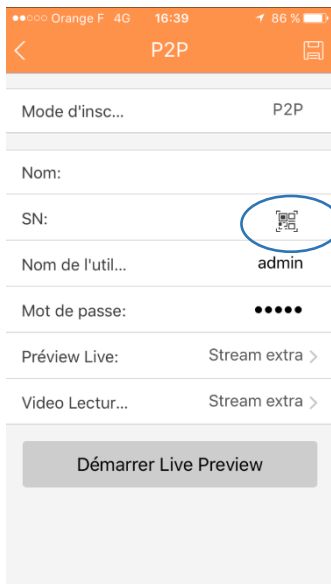 ●●○○○ Orange F 4G 16:39 86 %
P2P
Mode d'insc... P2P
Nom:
SN:
Nom de l'util... admin
Mot de passe: ●●●●●
Préview Live: Stream extra >
Video Lectur... Stream extra >
Démarrer Live Preview